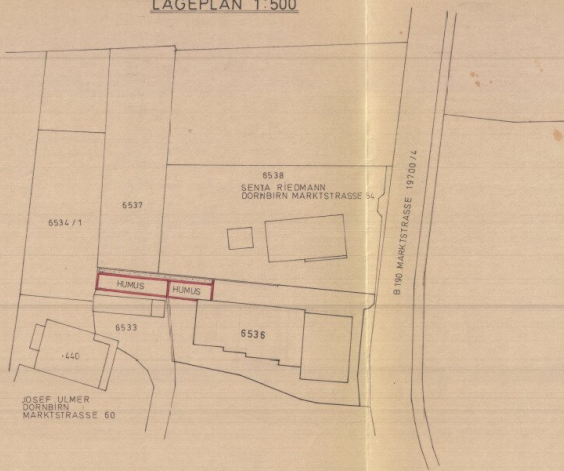 LAGEPLAN 1:500
6538
SENTA RIEDMANN
DORNBIRN MARKTSTRASSE 54
6537
6534/1
B 190 MARKTSTRASSE 19700/4
HUMUS
HUMUS
6533
6536
.440
JOSEF ULMER
DORNBIRN
MARKTSTRASSE 60